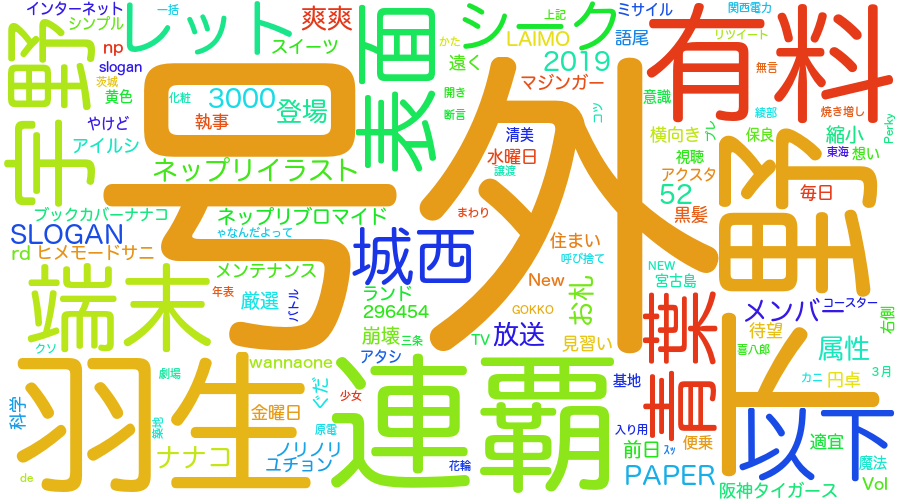 インターネット
一括
レット
爽爽
表面
シーク
上記
ミサイル
関西電力
有料
宇野
シンプル
np
slogan
茨城
黄色
スイーツ
かた
LAIMO
語尾
リツイート
遠く
2019
無言
マジンガー
化粧
3000
登場
執事
開き
断言
コツ
意識
綾部
焼き増し
やけど
アイルシ
号外
清美
横向き
フレ
保良
縮小
Perky
水曜日
譲渡
視聴
東海
想い
ネップリイラスト
アクスタ
52
毎日
野
ブックカバーナナコ
ネップリブロマイド
まわり
黒髪
SLOGAN
ゃなんだよって
城西
住まい
rd
ヒメモードサニ
呼び捨て
NEW
メンテナンス
New
宮古島
端末
年表
厳選
バトル
ランド
296454
GOKKO
お札
青葉
メンバー
コースター
右側
崩壊
三条
TV
放送
見習い
待望
クソ
アタシ
喜八郎
属性
羽生
劇場
wannaone
連覇
基地
カニ
円卓
3月
ぐだ
少女
ト
科学
築地
金曜日
原電
入り用
以下
ナナコ
ノリノリ
ユチョン
花輪
前日
ｽｯ
便乗
適宜
魔法
de
PAPER
阪神タイガース
Vol